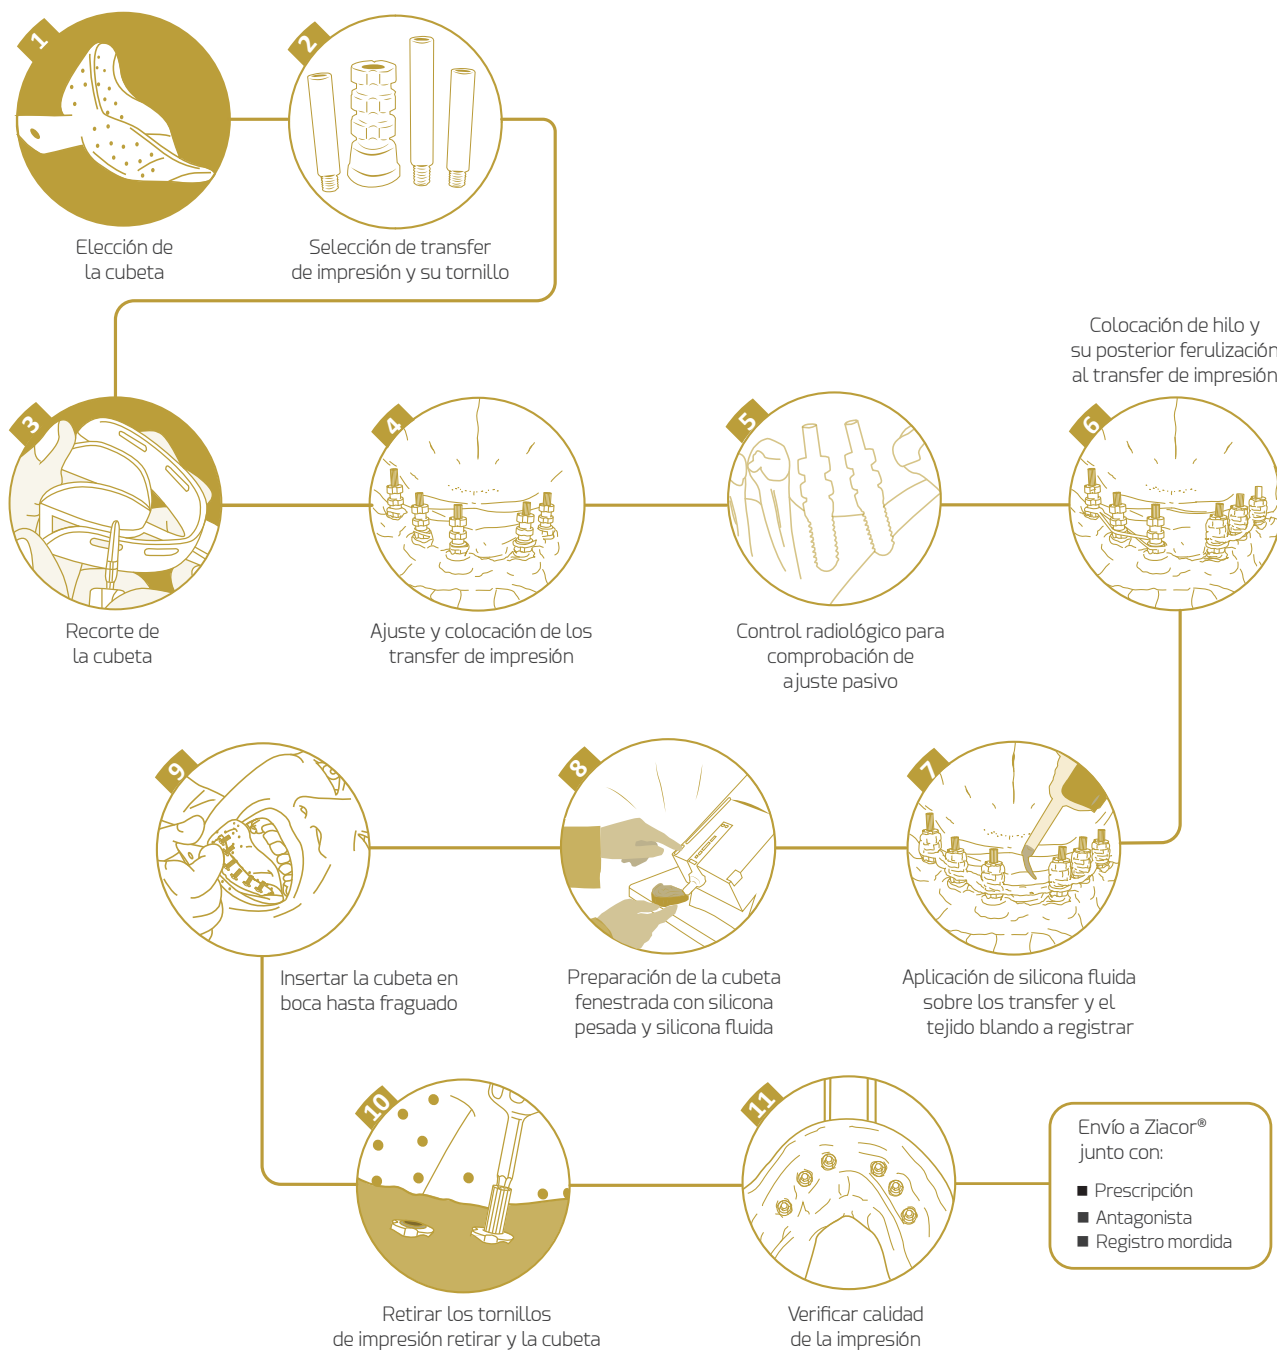 1
Elección de
la cubeta
2
Selección de transfer
de impresión y su tornillo
3
Recorte de
la cubeta
4
Ajuste y colocación de los
transfer de impresión
5
Control radiológico para
comprobación de
ajuste pasivo
Colocación de hilo y
su posterior ferulización
al transfer de impresión
6
7
Aplicación de silicona fluida
sobre los transfer y el
tejido blando a registrar
8
Preparación de la cubeta
fenestrada con silicona
pesada y silicona fluida
9
Insertar la cubeta en
boca hasta fraguado
10
Retirar los tornillos
de impresión retirar y la cubeta
11
Verificar calidad
de la impresión
Envío a Ziacor®
junto con:
■ Prescripción
■ Antagonista
■ Registro mordida